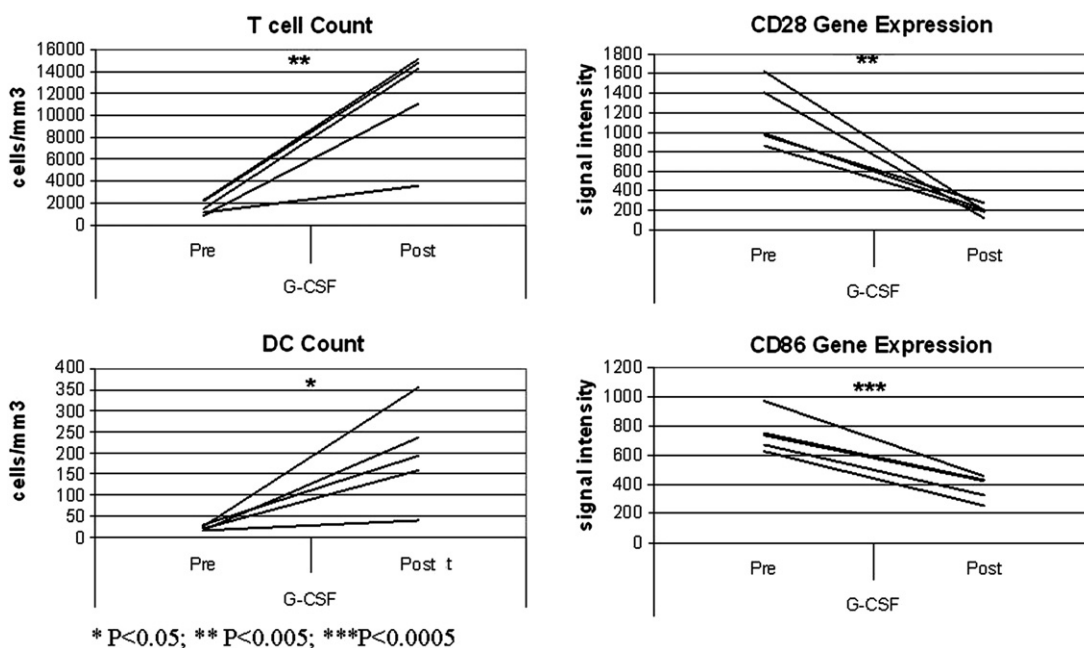 T cell Count
**
cells/mm3
16000
14000
12000
10000
8000
6000
4000
2000
0
Pre
Post
G-CSF
CD28 Gene Expression
**
signal intensity
1800
1600
1400
1200
1000
800
600
400
200
0
Pre
Post
G-CSF
DC Count
*
cells/mm3
400
350
300
250
200
150
100
50
0
Pre
Post t
G-CSF
CD86 Gene Expression
***
signal intensity
1200
1000
800
600
400
200
0
Pre
Post
G-CSF
* P<0.05; ** P<0.005; ***P<0.0005